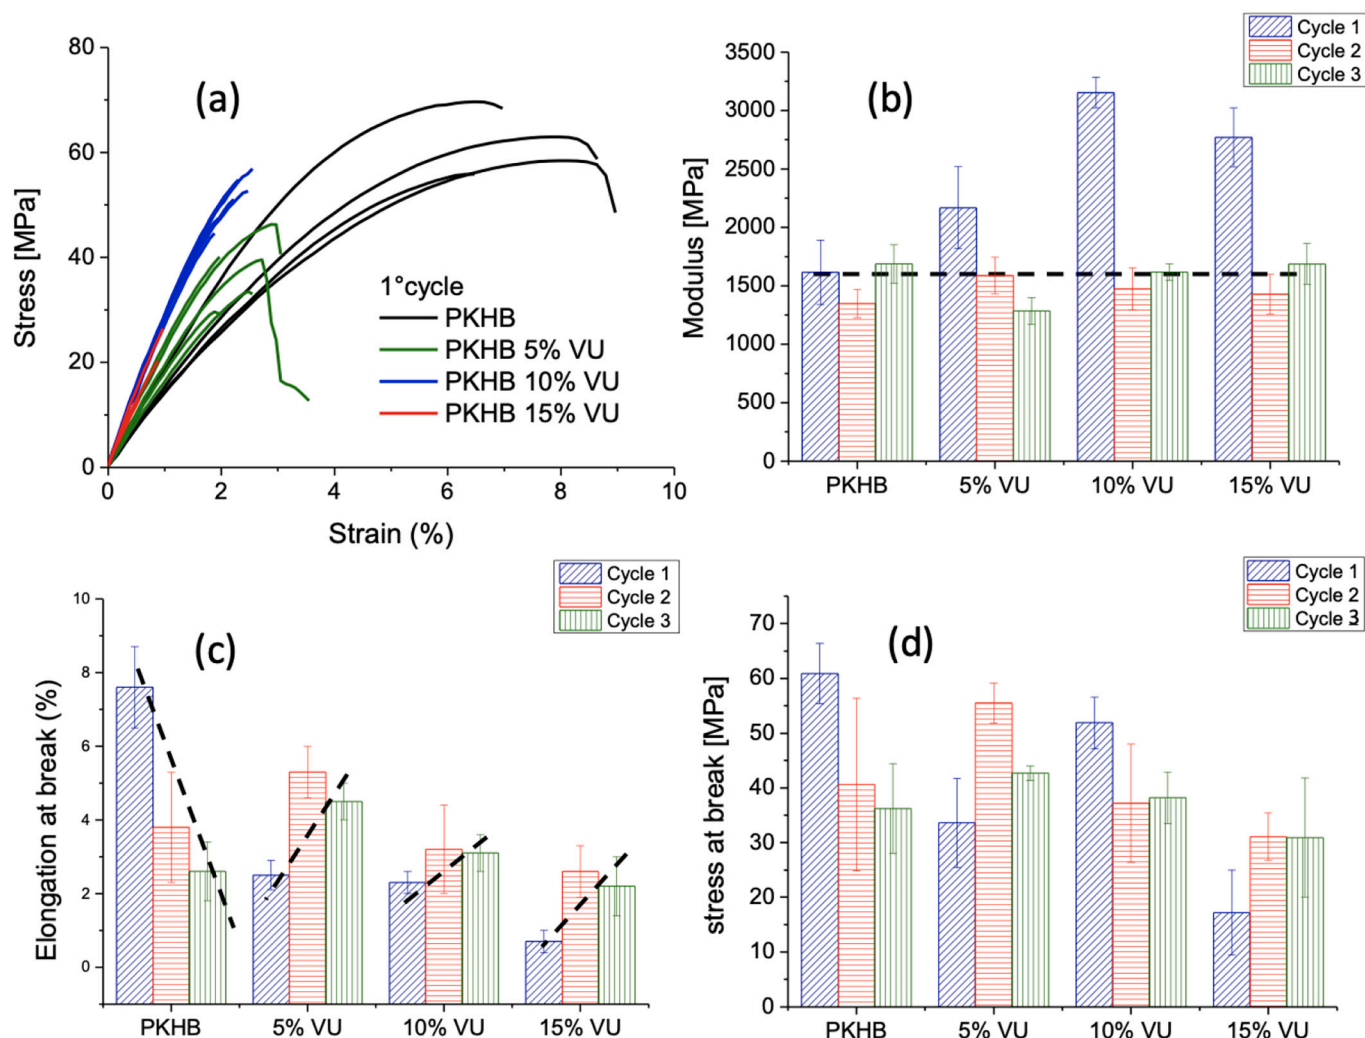 (a)
Stress [MPa]
80
60
40
20
0
0 2 4 6 8 10
Strain (%)
1°cycle
PKHB
PKHB 5% VU
PKHB 10% VU
PKHB 15% VU
Cycle 1
Cycle 2
Cycle 3
(b)
Modulus [MPa]
3500
3000
2500
2000
1500
1000
500
0
PKHB 5% VU 10% VU 15% VU
Cycle 1
Cycle 2
Cycle 3
(c)
Elongation at break (%)
10
8
6
4
2
0
PKHB 5% VU 10% VU 15% VU
Cycle 1
Cycle 2
Cycle 3
(d)
stress at break [MPa]
70
60
50
40
30
20
10
0
PKHB 5% VU 10% VU 15% VU